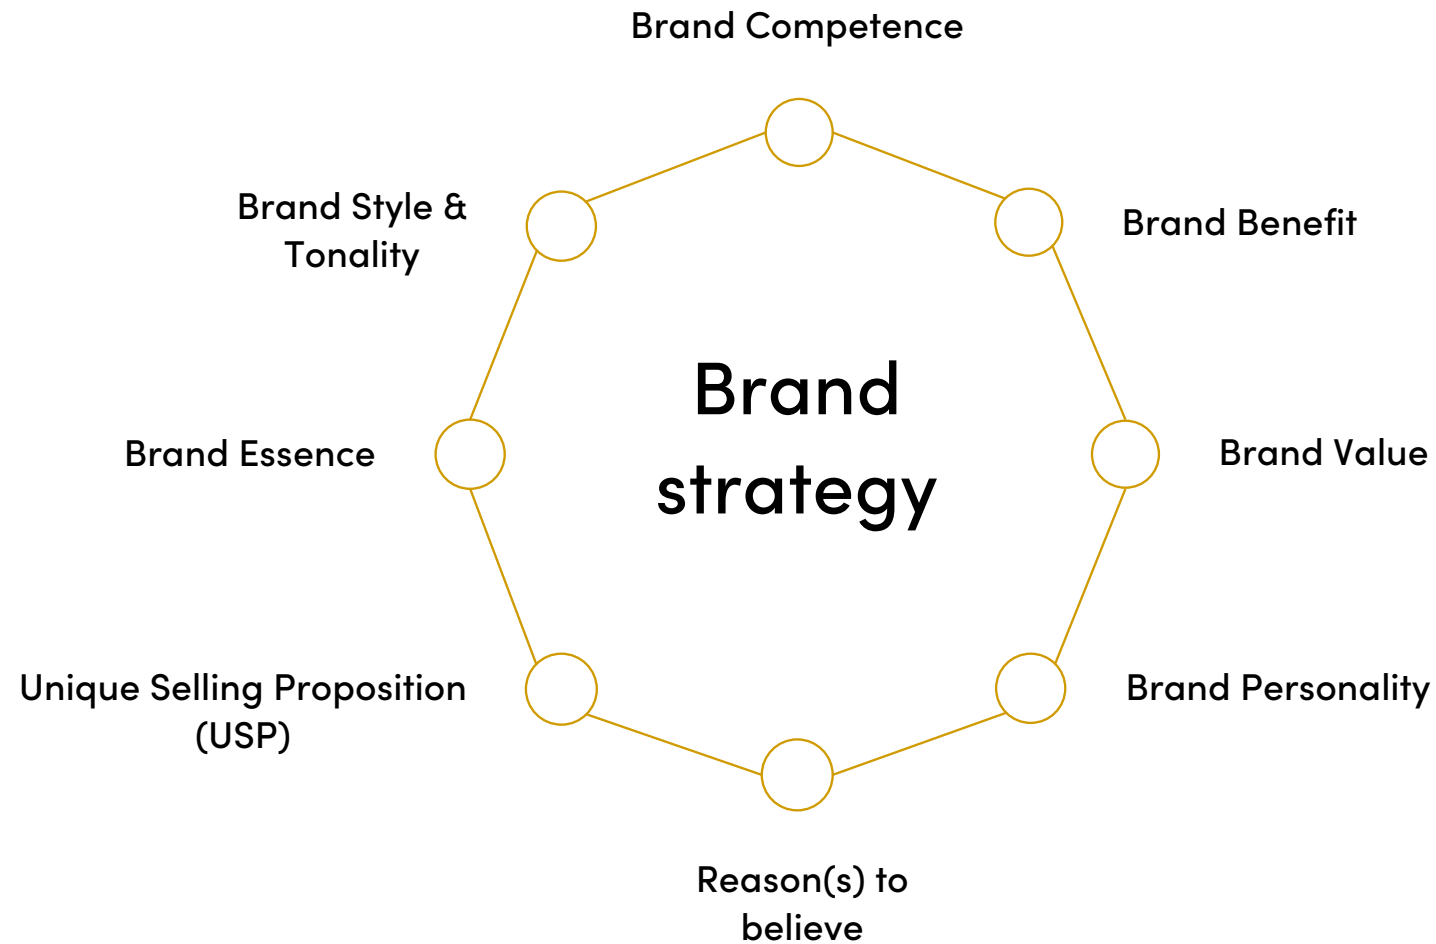 Brand Competence
Brand Style &
Tonality
Brand Benefit
Brand
strategy
Brand Essence
Brand Value
Unique Selling Proposition
(USP)
Brand Personality
Reason(s) to
believe